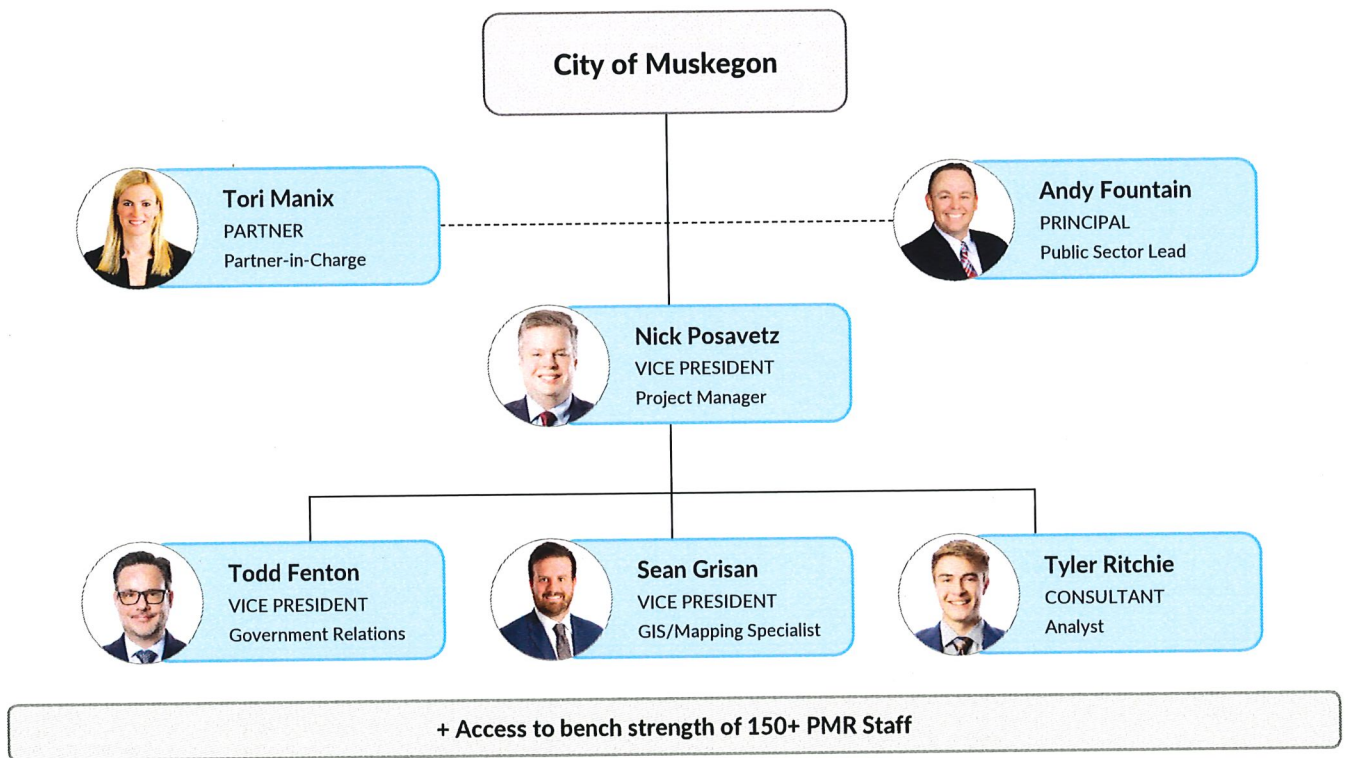 City of Muskegon
Tori Manix
PARTNER
Partner-in-Charge
Andy Fountain
PRINCIPAL
Public Sector Lead
Nick Posavetz
VICE PRESIDENT
Project Manager
Todd Fenton
VICE PRESIDENT
Government Relations
Sean Grisan
VICE PRESIDENT
GIS/Mapping Specialist
Tyler Ritchie
CONSULTANT
Analyst
+ Access to bench strength of 150+ PMR Staff